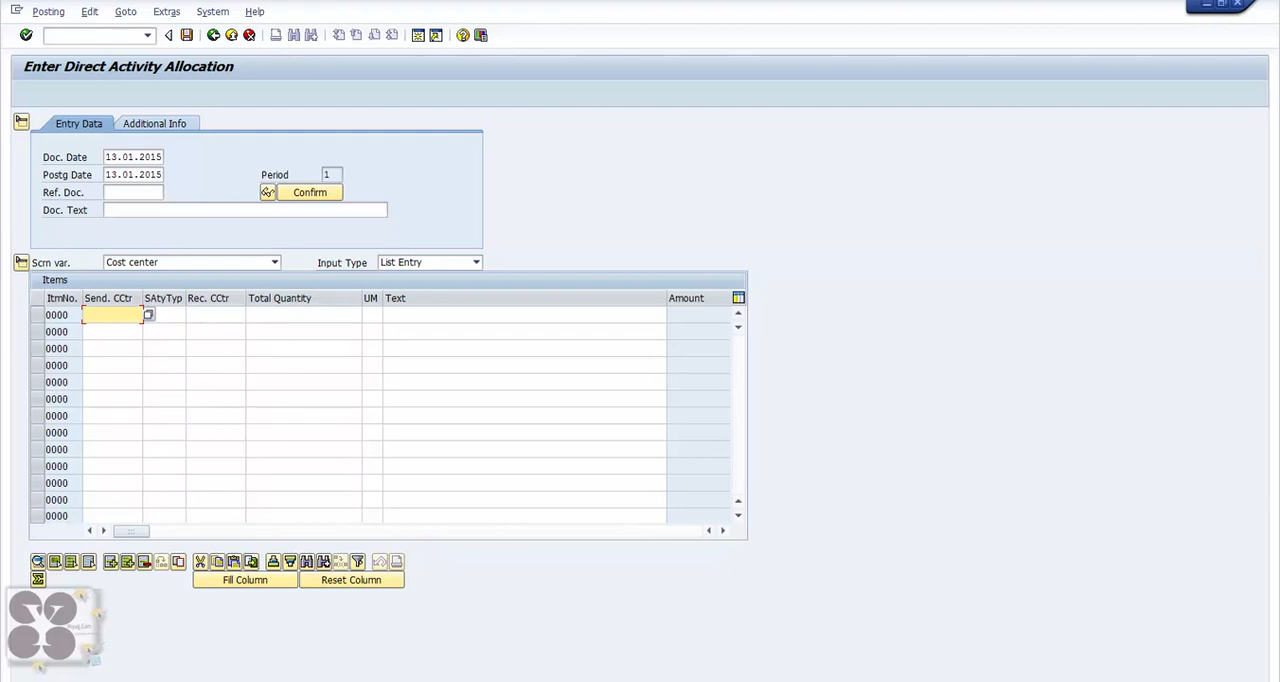 Posting Edit Goto Extras System Help
Enter Direct Activity Allocation
Entry Data Additional Info
Doc. Date 13.01.2015
Postg Date 13.01.2015 Period 1
Ref. Doc. Confirm
Doc. Text
Scrn var. Cost center Input Type List Entry
Items
ItmNo. Send. CCtr SAtyTyp Rec. CCtr Total Quantity UM Text Amount
0000
0000
0000
0000
0000
0000
0000
0000
0000
0000
0000
0000
0000
Fill Column Reset Column